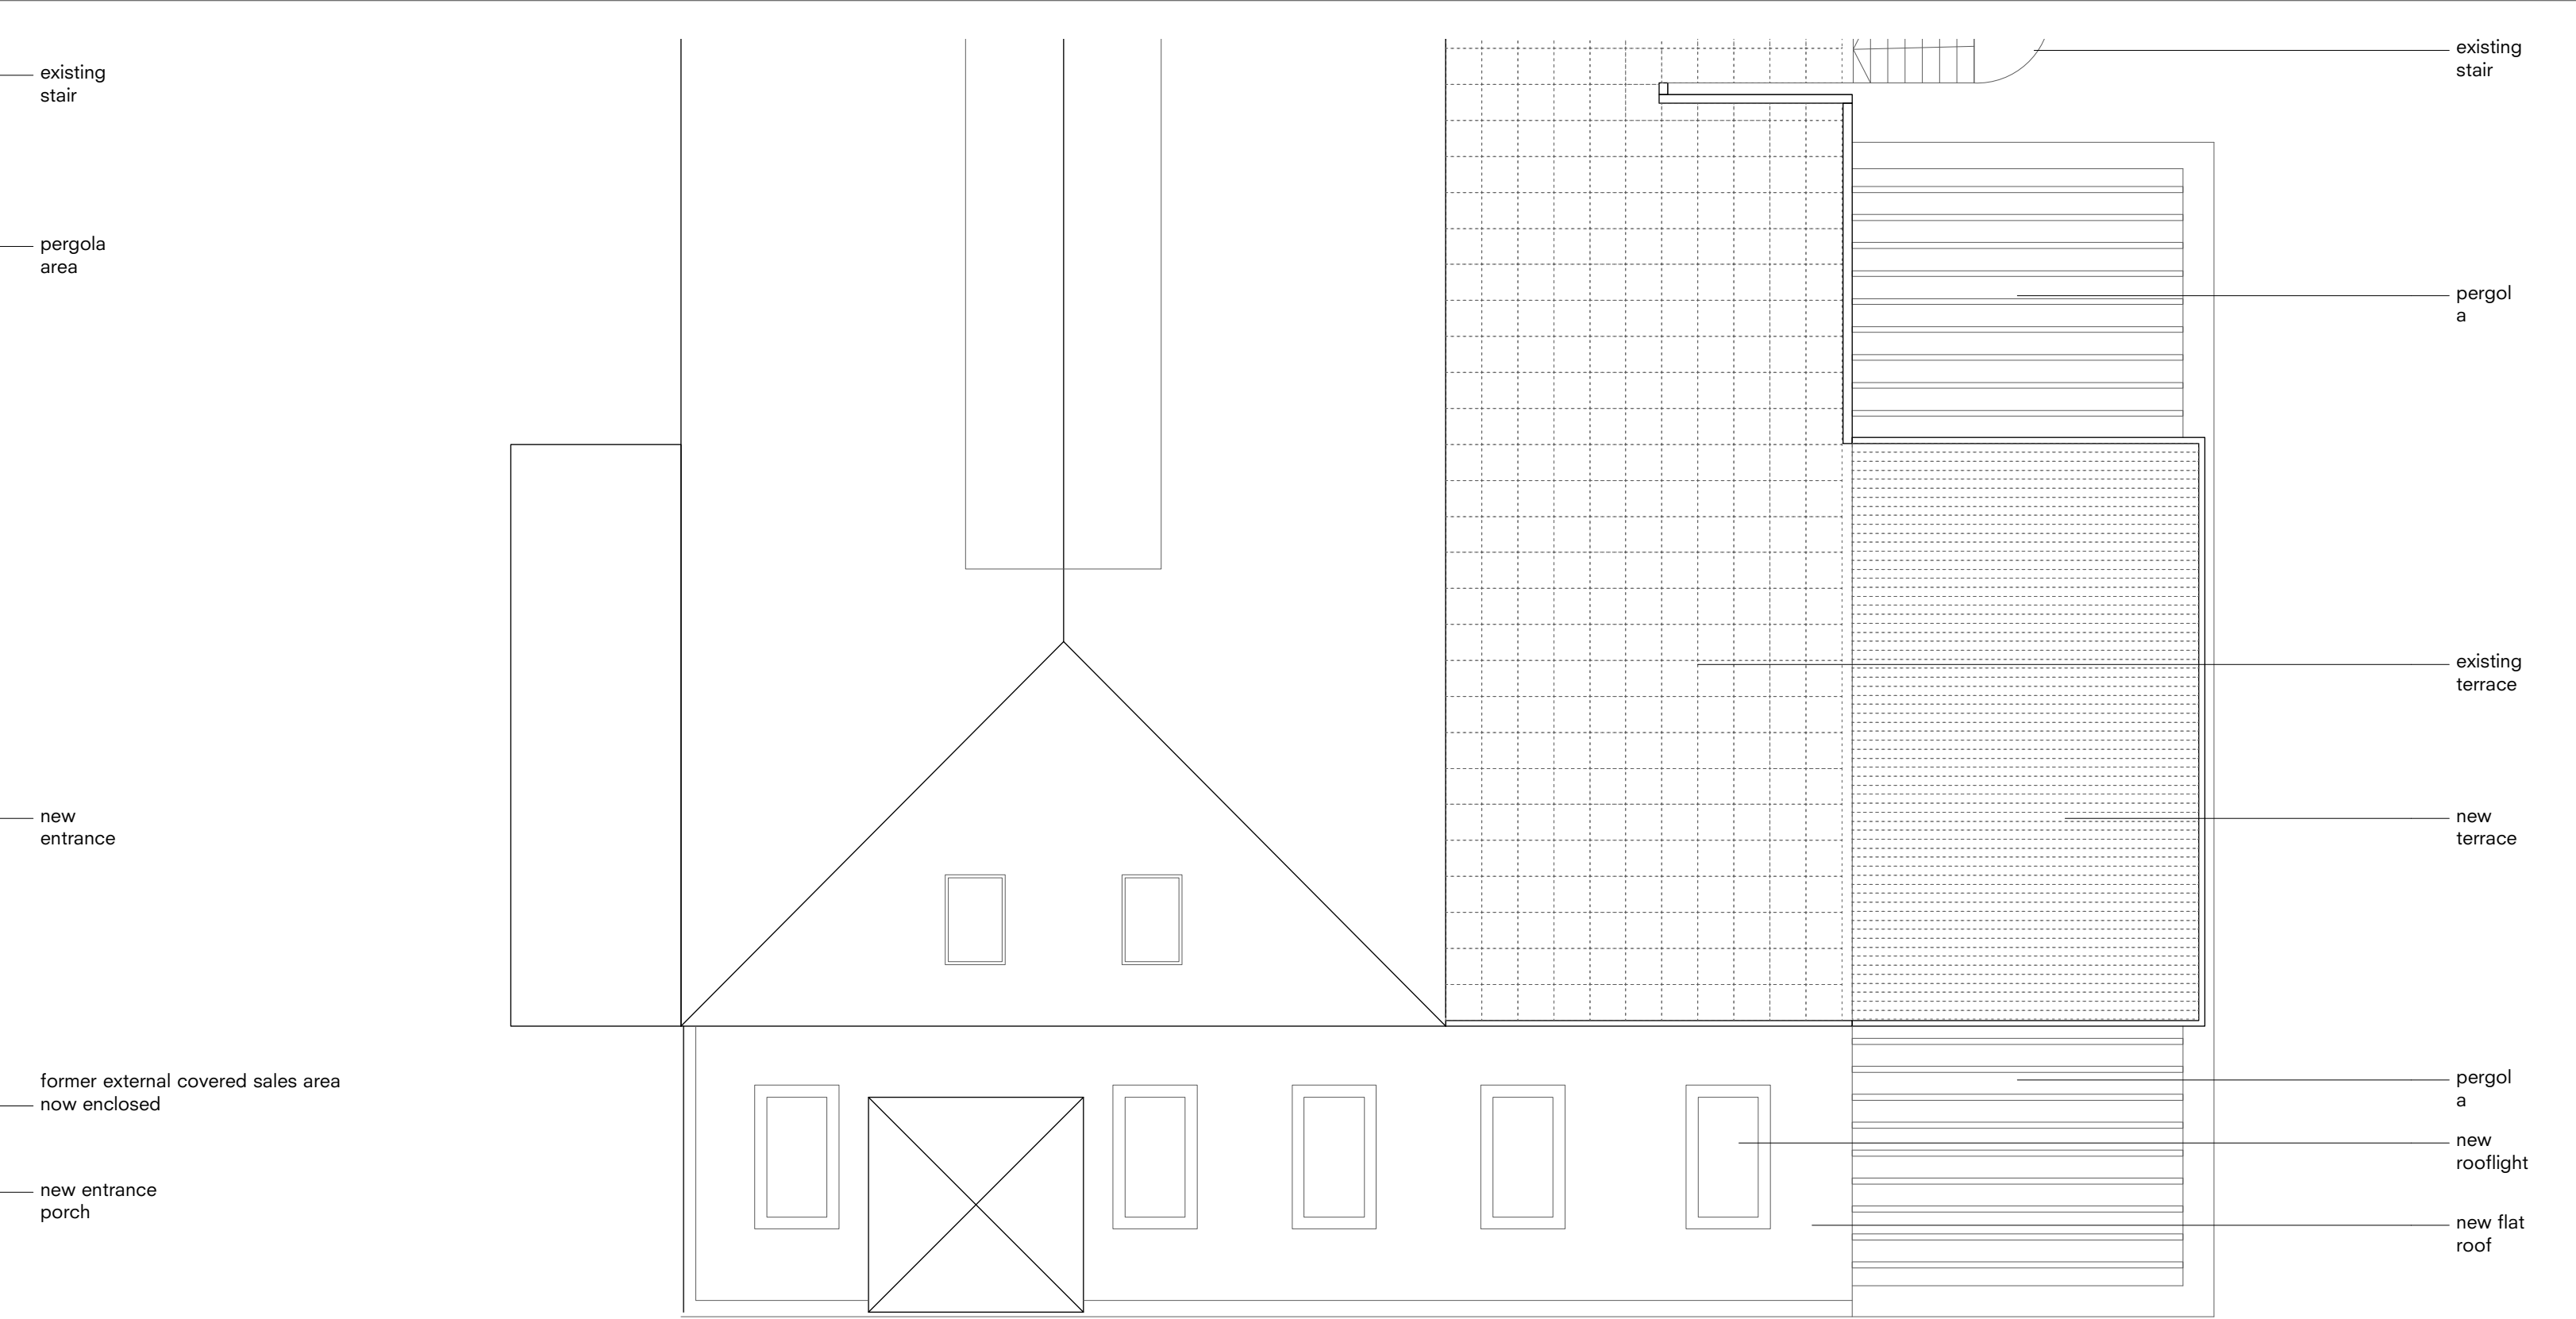 existing
stair
pergola
area
new
entrance
former external covered sales area
now enclosed
new entrance
porch
existing
stair
pergol
a
existing
terrace
new
terrace
pergol
a
new
rooflight
new flat
roof